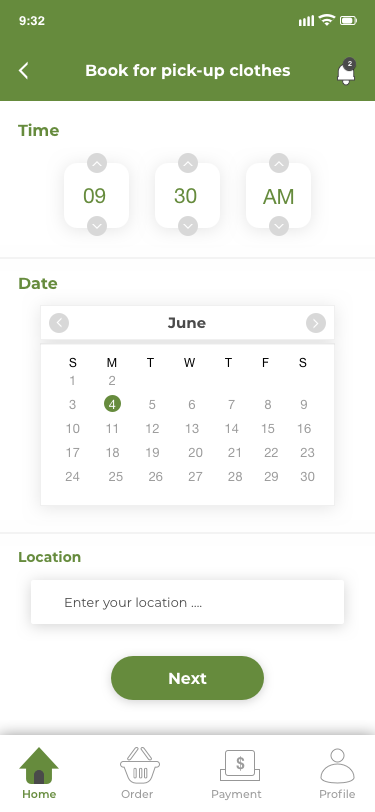 9:32
Book for pick-up clothes
2
Time
09 30 AM
Date
June
S M T W T F S
1 2
3 4 5 6 7 8 9
10 11 12 13 14 15 16
17 18 19 20 21 22 23
24 25 26 27 28 29 30
Location
Enter your location ....
Next
$
Home Order Payment Profile